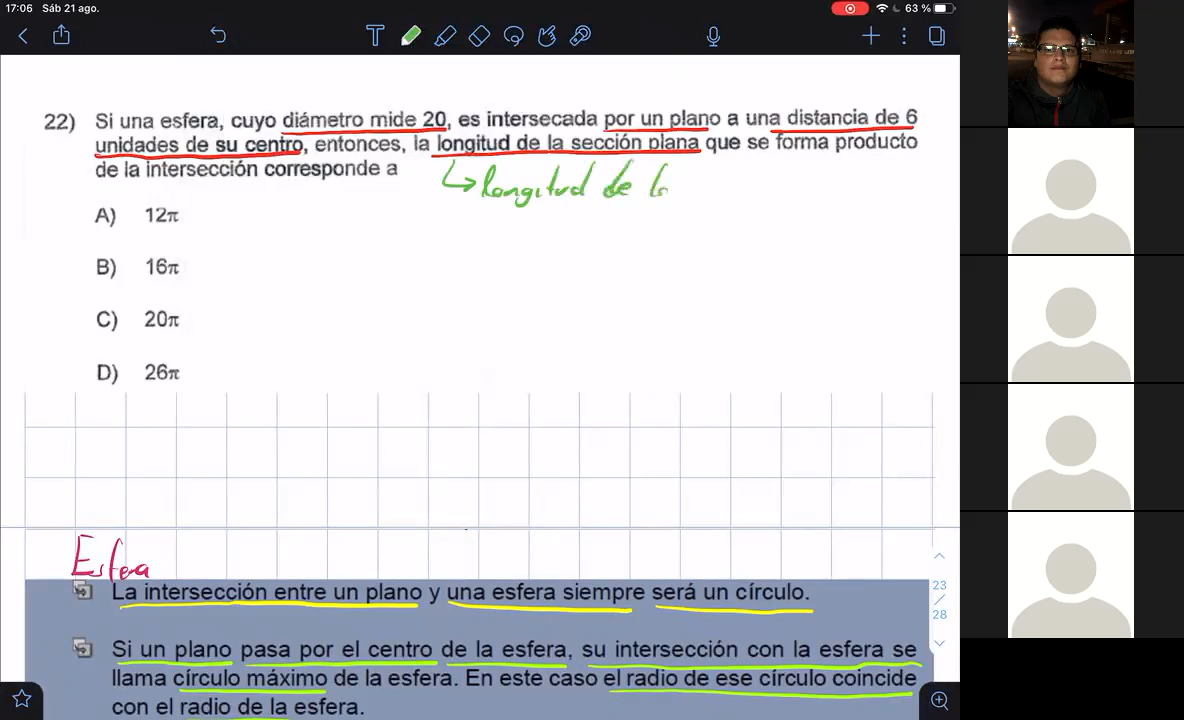 17:06 Sáb 21 ago.
63 %
T
22) Si una esfera, cuyo diámetro mide 20, es intersecada por un plano a una distancia de 6
unidades de su centro, entonces, la longitud de la sección plana que se forma producto
de la intersección corresponde a
longitud de la
A) 12π
B) 16π
C) 20π
D) 26π
Esfera
La intersección entre un plano y una esfera siempre será un círculo.
23
/
28
Si un plano pasa por el centro de la esfera, su intersección con la esfera se
llama círculo máximo de la esfera. En este caso el radio de ese círculo coincide
con el radio de la esfera.